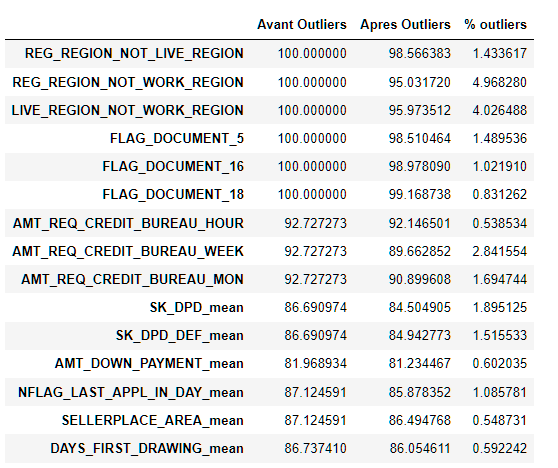 Avant Outliers Apres Outliers % outliers
REG_REGION_NOT_LIVE_REGION 100.000000 98.566383 1.433617
REG_REGION_NOT_WORK_REGION 100.000000 95.031720 4.968280
LIVE_REGION_NOT_WORK_REGION 100.000000 95.973512 4.026488
FLAG_DOCUMENT_5 100.000000 98.510464 1.489536
FLAG_DOCUMENT_16 100.000000 98.978090 1.021910
FLAG_DOCUMENT_18 100.000000 99.168738 0.831262
AMT_REQ_CREDIT_BUREAU_HOUR 92.727273 92.146501 0.538534
AMT_REQ_CREDIT_BUREAU_WEEK 92.727273 89.662852 2.841554
AMT_REQ_CREDIT_BUREAU_MON 92.727273 90.899608 1.694744
SK_DPD_mean 86.690974 84.504905 1.895125
SK_DPD_DEF_mean 86.690974 84.942773 1.515533
AMT_DOWN_PAYMENT_mean 81.968934 81.234467 0.602035
NFLAG_LAST_APPL_IN_DAY_mean 87.124591 85.878352 1.085781
SELLERPLACE_AREA_mean 87.124591 86.494768 0.548731
DAYS_FIRST_DRAWING_mean 86.737410 86.054611 0.592242